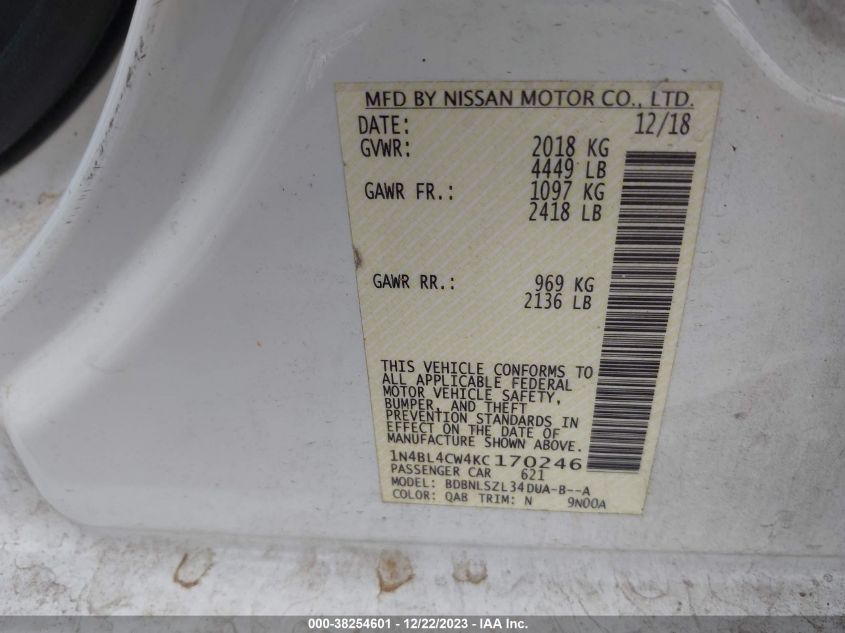 MFD BY NISSAN MOTOR CO., LTD.
DATE: 12/18
GVWR: 2018 KG
4449 LB
GAWR FR.: 1097 KG
2418 LB
GAWR RR.: 969 KG
2136 LB
THIS VEHICLE CONFORMS TO
ALL APPLICABLE FEDERAL
MOTOR VEHICLE SAFETY,
BUMPER, AND THEFT
PREVENTION STANDARDS IN
EFFECT ON THE DATE OF
MANUFACTURE SHOWN ABOVE.
1N4BL4CW4KC170246
PASSENGER CAR 621
MODEL: BDBNLSZL34DUA-B--A
COLOR: QAB TRIM: N 9N00A
000-38254601 - 12/22/2023 - IAA Inc.